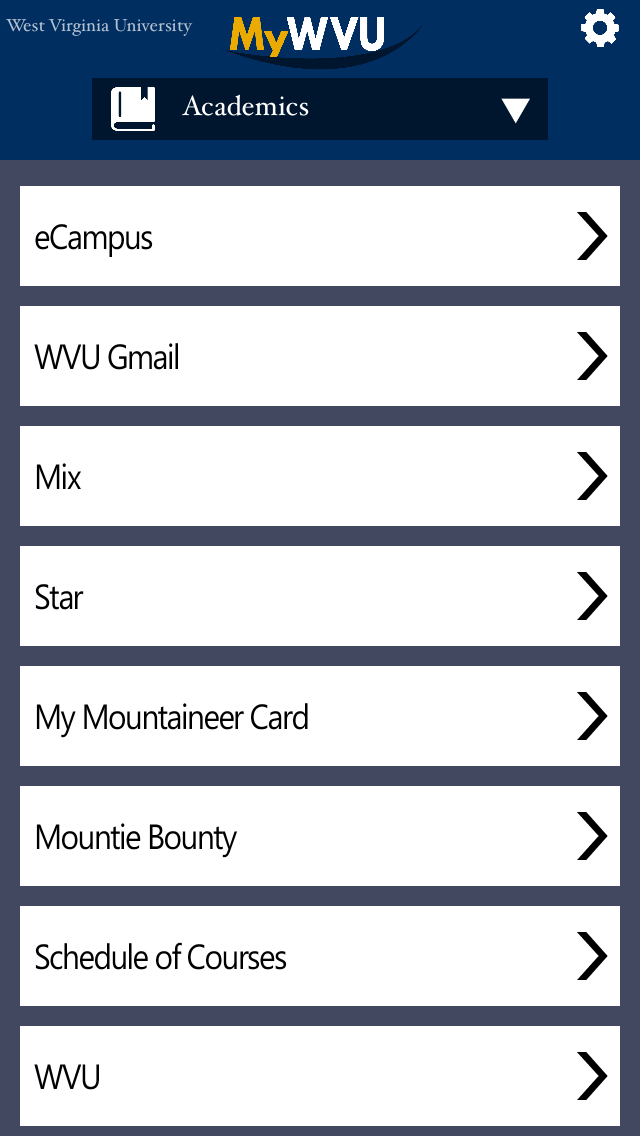 West Virginia University
MyWVU
Academics
eCampus
WVU Gmail
Mix
Star
My Mountaineer Card
Mountie Bounty
Schedule of Courses
WVU